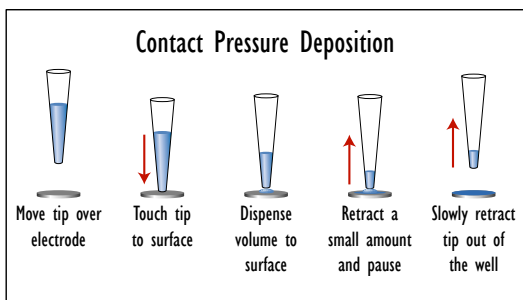 Contact Pressure Deposition
Move tip over
electrode
Touch tip
to surface
Dispense
volume to
surface
Retract a
small amount
and pause
Slowly retract
tip out of
the well